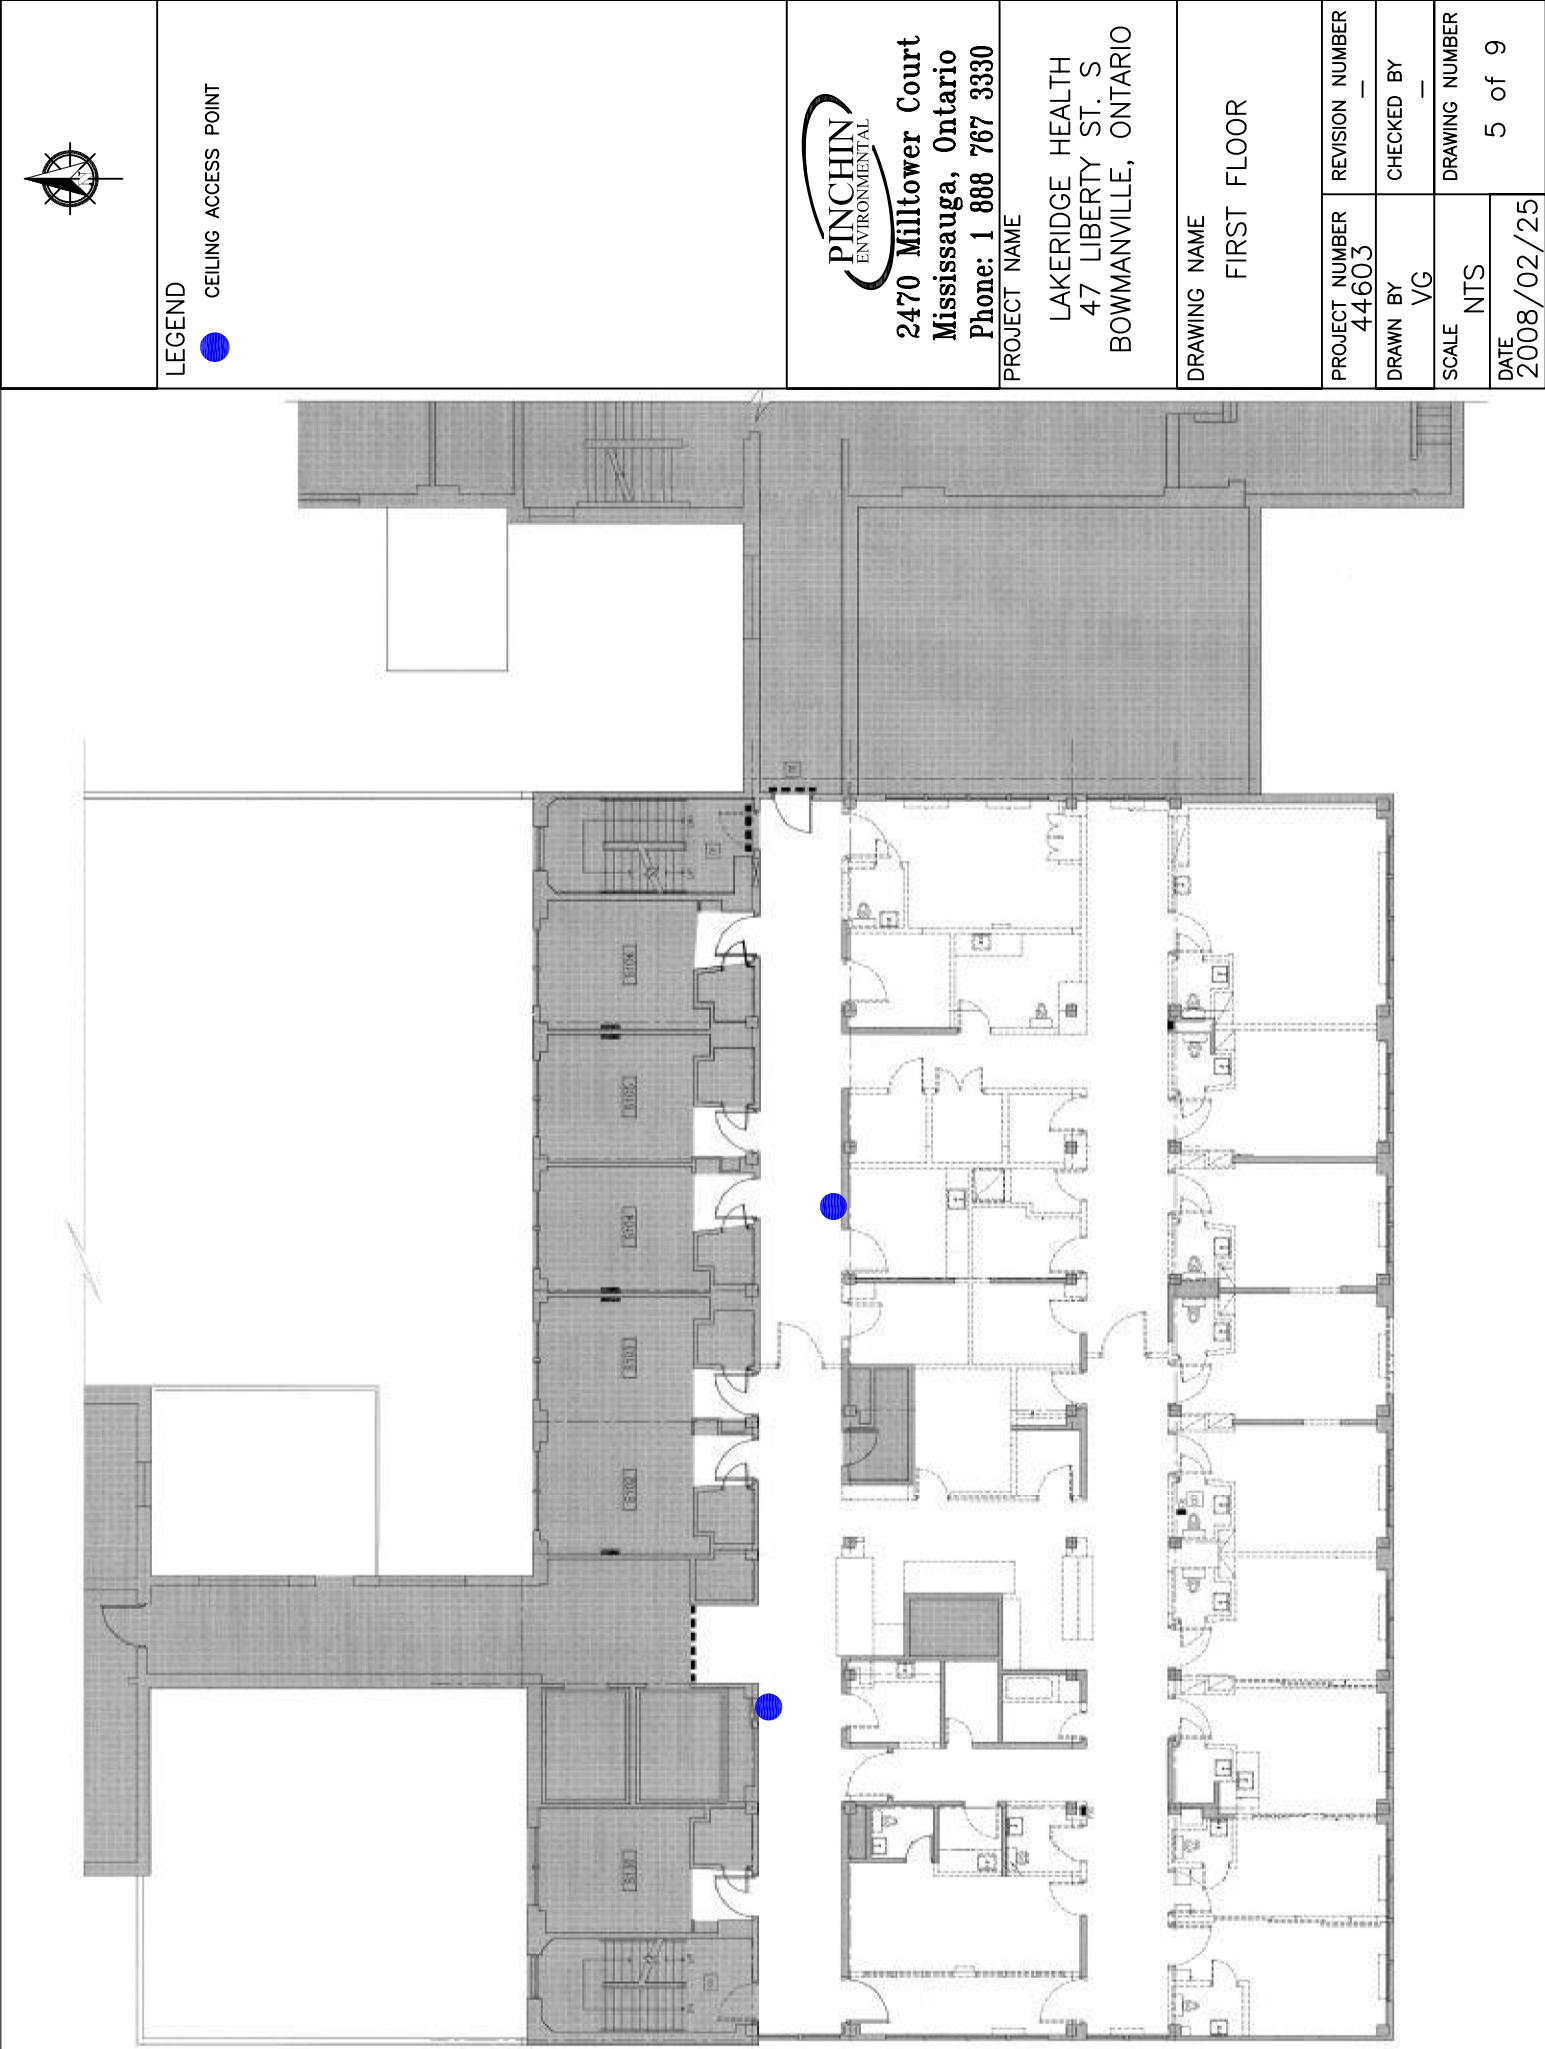 N
LEGEND
CEILING ACCESS POINT
PINCHIN
ENVIRONMENTAL
2470 Milltower Court
Mississauga, Ontario
Phone: 1 888 767 3330
PROJECT NAME
LAKERIDGE HEALTH
47 LIBERTY ST. S
BOWMANVILLE, ONTARIO
DRAWING NAME
FIRST FLOOR
PROJECT NUMBER
44603
REVISION NUMBER
–
DRAWN BY
VG
CHECKED BY
–
SCALE
NTS
DRAWING NUMBER
5 of 9
DATE
2008/02/25